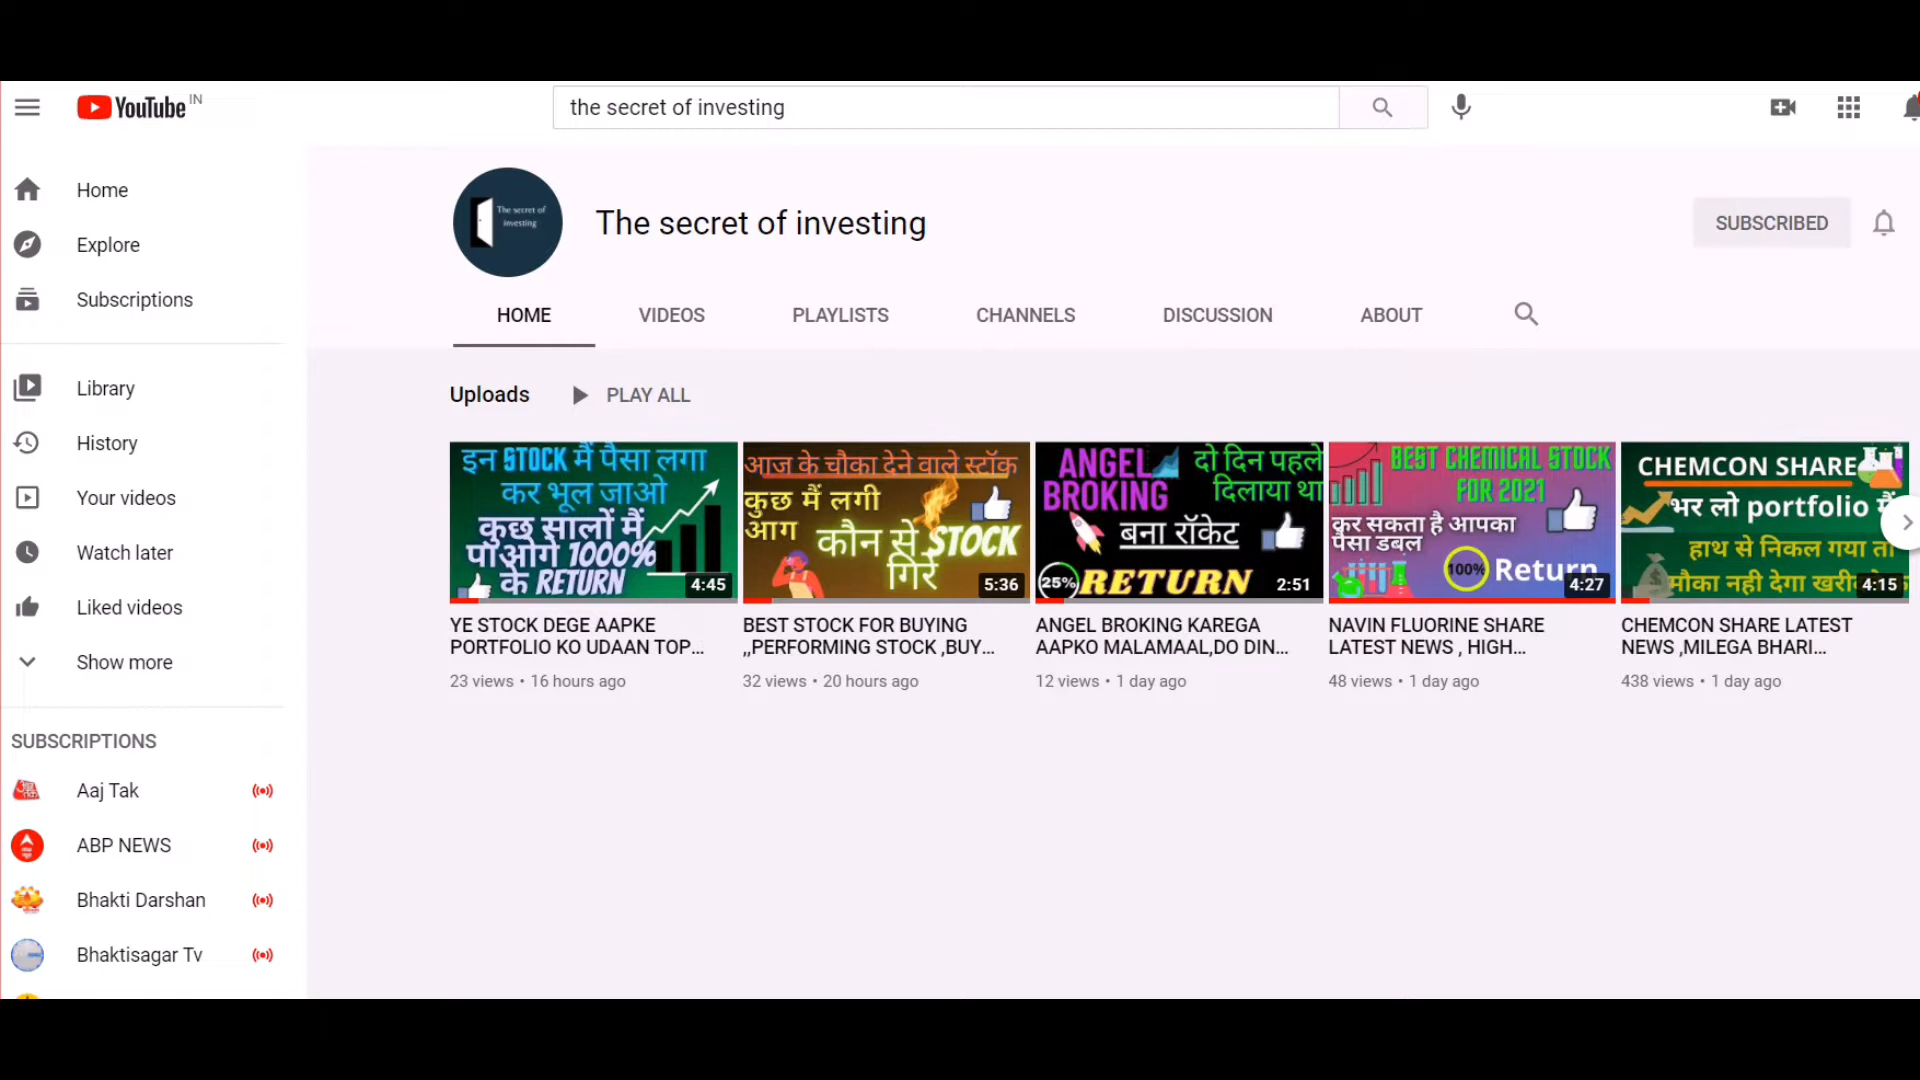 YouTube IN
the secret of investing
Home
Explore
Subscriptions
Library
History
Your videos
Watch later
Liked videos
Show more
SUBSCRIPTIONS
Aaj Tak
ABP NEWS
Bhakti Darshan
Bhaktisagar Tv
The secret of
investing
The secret of investing
SUBSCRIBED
HOME
VIDEOS
PLAYLISTS
CHANNELS
DISCUSSION
ABOUT
Uploads
PLAY ALL
इन STOCK मैं पैसा लगा
कर भूल जाओ
कुछ सालों में
पाओगे 1000%
के RETURN
4:45
YE STOCK DEGE AAPKE
PORTFOLIO KO UDAAN TOP...
23 views • 16 hours ago
आज के चौका देने वाले स्टॉक
कुछ मैं लगी
आग
कौन से STOCK
गिरे
5:36
BEST STOCK FOR BUYING
,,PERFORMING STOCK ,BUY...
32 views • 20 hours ago
ANGEL
BROKING
दो दिन पहले
दिलाया था
बना रॉकेट
25% RETURN
2:51
ANGEL BROKING KAREGA
AAPKO MALAMAAL,DO DIN...
12 views • 1 day ago
BEST CHEMICAL STOCK
FOR 2021
कर सकता है आपका
पैसा डबल
100% Return
4:27
NAVIN FLUORINE SHARE
LATEST NEWS , HIGH...
48 views • 1 day ago
CHEMCON SHARE
भर लो portfolio मैं
हाथ से निकल गया तो
मौका नही देगा
4:15
CHEMCON SHARE LATEST
NEWS ,MILEGA BHARI...
438 views • 1 day ago